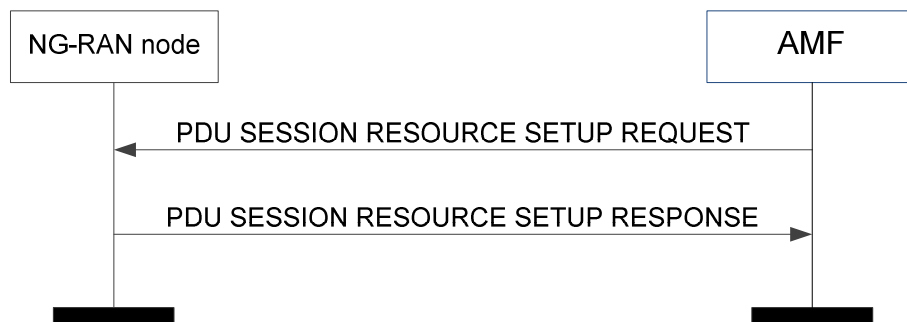 NG-RAN node
AMF
PDU SESSION RESOURCE SETUP REQUEST
PDU SESSION RESOURCE SETUP RESPONSE